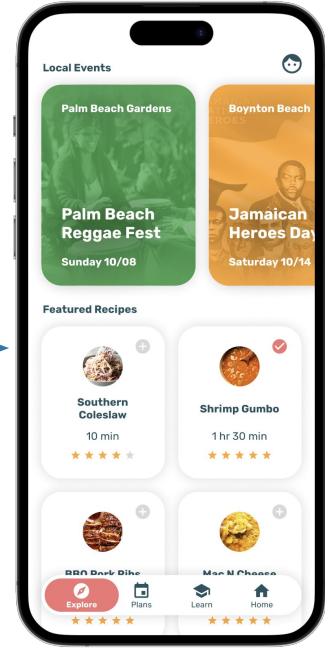 Local Events
Palm Beach Gardens
Palm Beach
Reggae Fest
Sunday 10/08
Boynton Beach
HEROES
Jamaican
Heroes Day
Saturday 10/14
Featured Recipes
Southern
Coleslaw
10 min
Shrimp Gumbo
1 hr 30 min
BBQ Pork Ribs
Mac N Cheese
Explore
Plans
Learn
Home